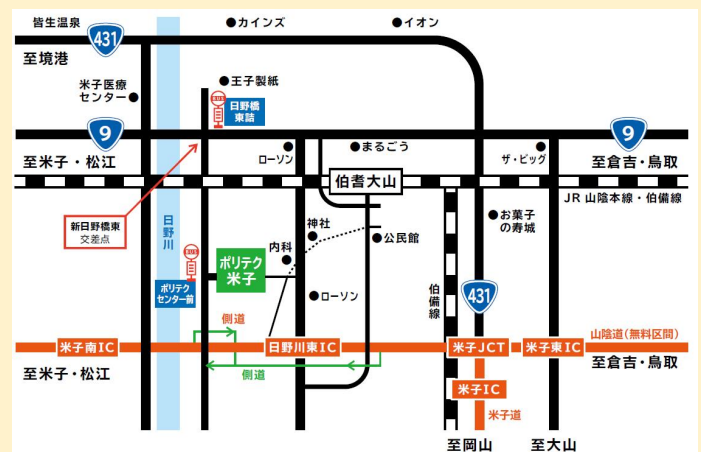 皆生温泉
●カインズ
●イオン
431
至境港
米子医療
センター●
●王子製紙
BUS
日野橋
東詰
9
9
至米子・松江
●
ローソン
●まるごう
●
ザ・ビッグ
至倉吉・鳥取
伯耆大山
JR 山陰本線・伯備線
新日野橋東
交差点
日野川
神社
●
●公民館
●お菓子
の寿城
内科
●
BUS
ポリテク
センター前
ポリテク
米子
●ローソン
伯備線
431
側道
山陰道(無料区間)
米子南IC
日野川東IC
米子JCT
米子東IC
至米子・松江
側道
至倉吉・鳥取
米子IC
米子道
至岡山
至大山